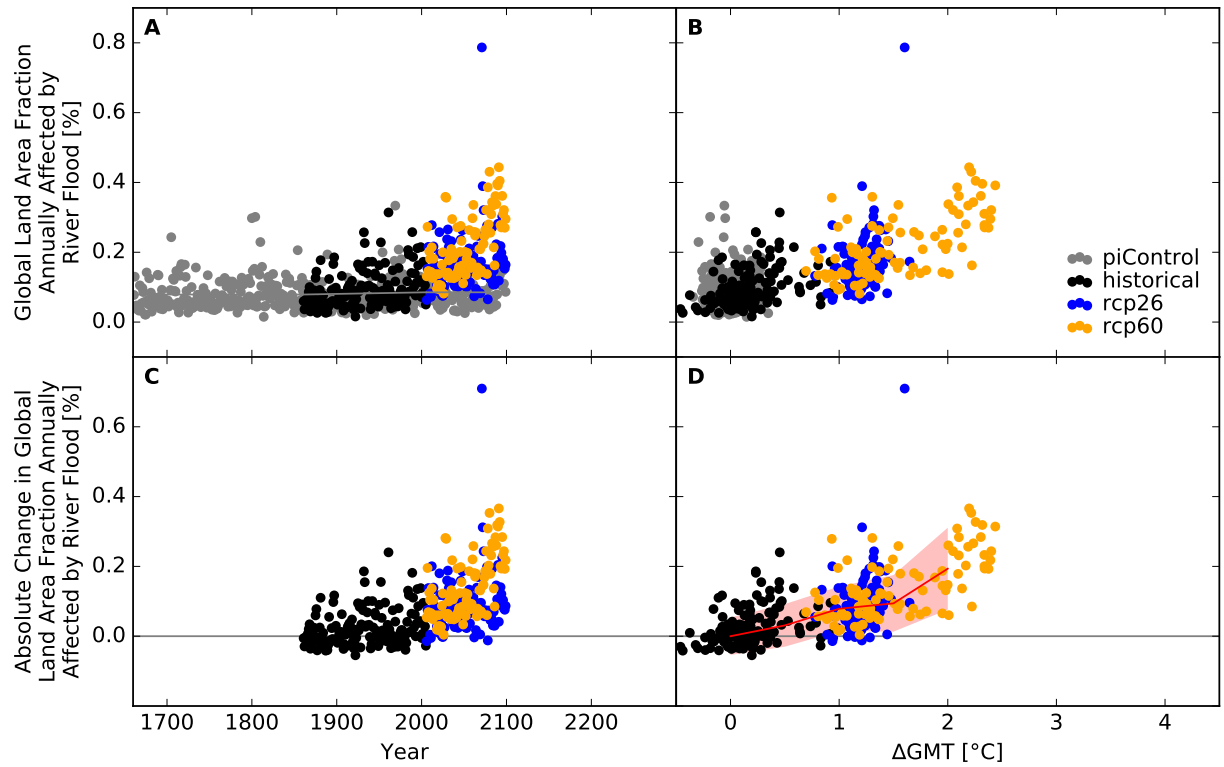 A
B
Global Land Area Fraction
Annually Affected by
River Flood [%]
0.8
0.6
0.4
0.2
0.0
piControl
historical
rcp26
rcp60
C
D
Absolute Change in Global
Land Area Fraction Annually
Affected by River Flood [%]
0.6
0.4
0.2
0.0
1700 1800 1900 2000 2100 2200
0 1 2 3 4
Year
ΔGMT [°C]